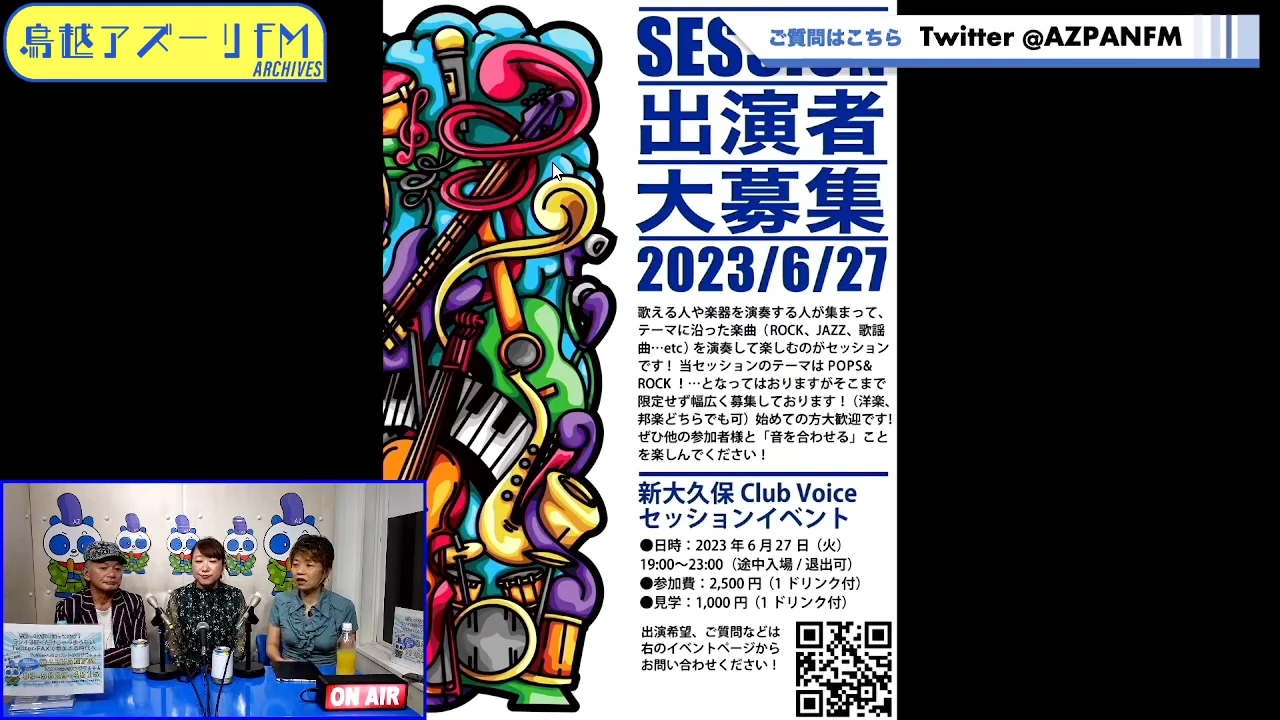 鳥越アズーリFM
ARCHIVES
ご質問はこちら Twitter @AZPANFM
SESSION
出演者
大募集
2023/6/27
歌える人や楽器を演奏する人が集まって、
テーマに沿った楽曲（ROCK、JAZZ、歌謡
曲…etc）を演奏して楽しむのがセッション
です！ 当セッションのテーマは POPS&
ROCK ！…となってはおりますがそこまで
限定せず幅広く募集しております！（洋楽、
邦楽どちらでも可）始めての方大歓迎です!
ぜひ他の参加者様と「音を合わせる」こと
を楽しんでください！
新大久保 Club Voice
セッションイベント
●日時：2023 年 6 月 27 日（火）
19:00〜23:00（途中入場 / 退出可）
●参加費：2,500 円（1 ドリンク付）
●見学：1,000 円（1 ドリンク付）
出演希望、ご質問などは
右のイベントページから
お問い合わせください！
ON AIR